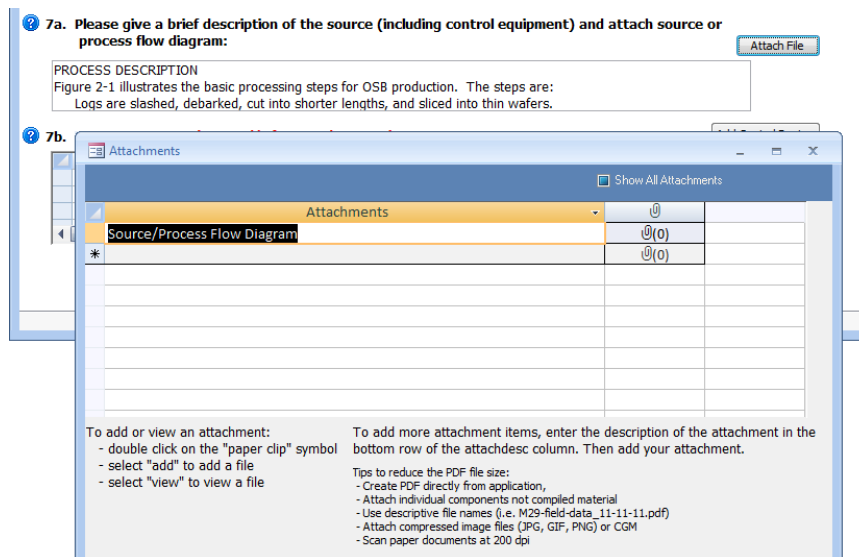 7a. Please give a brief description of the source (including control equipment) and attach source or
process flow diagram:
Attach File
PROCESS DESCRIPTION
Figure 2-1 illustrates the basic processing steps for OSB production. The steps are:
Logs are slashed, debarked, cut into shorter lengths, and sliced into thin wafers.
7b.
Attachments
Show All Attachments
Attachments
Source/Process Flow Diagram
(0)
(0)
To add or view an attachment:
- double click on the "paper clip" symbol
- select "add" to add a file
- select "view" to view a file
To add more attachment items, enter the description of the attachment in the
bottom row of the attachdesc column. Then add your attachment.
Tips to reduce the PDF file size:
- Create PDF directly from application,
- Attach individual components not compiled material
- Use descriptive file names (i.e. M29-field-data_11-11-11.pdf)
- Attach compressed image files (JPG, GIF, PNG) or CGM
- Scan paper documents at 200 dpi